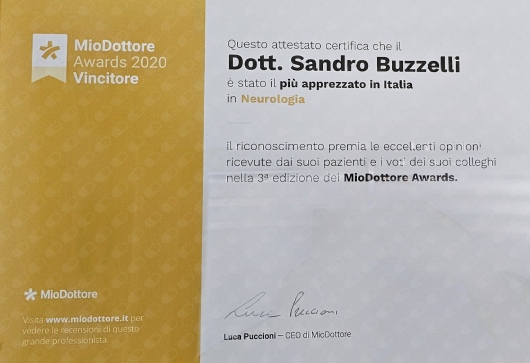 MioDottore
Awards 2020
Vincitore
Questo attestato certifica che il
Dott. Sandro Buzzelli
è stato il più apprezzato in Italia
in Neurologia
il riconoscimento premia le eccellenti opinioni
ricevute dai suoi pazienti e i voti dei suoi colleghi
nella 3ª edizione dei MioDottore Awards.
MioDottore
Visita www.miodottore.it per
vedere le recensioni di questo
grande professionista.
Luca Puccioni
Luca Puccioni — CEO di MioDottore